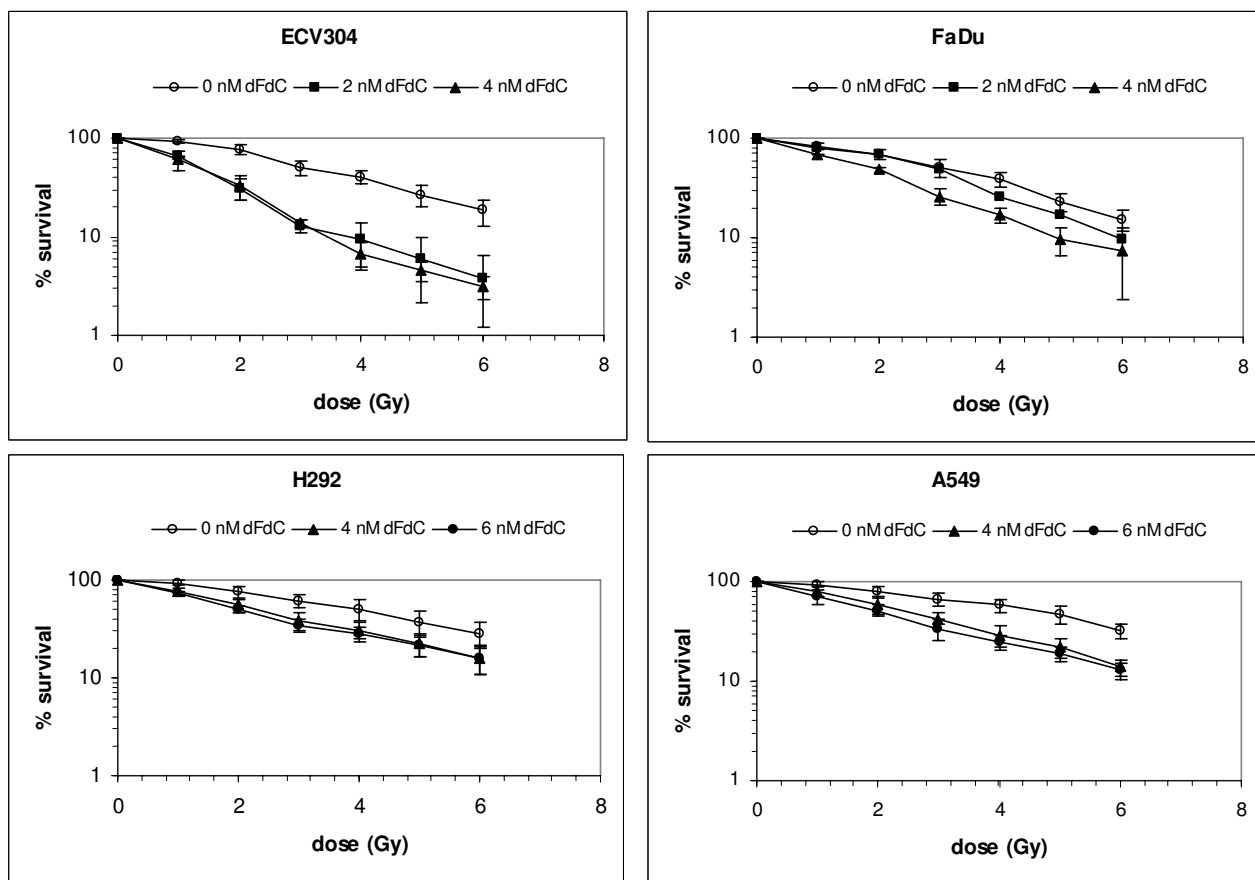 ECV304
0 nM dFdC 2 nM dFdC 4 nM dFdC
100
10
1
% survival
0 2 4 6 8
dose (Gy)
FaDu
0 nM dFdC 2 nM dFdC 4 nM dFdC
100
10
1
% survival
0 2 4 6 8
dose (Gy)
H292
0 nM dFdC 4 nM dFdC 6 nM dFdC
100
10
1
% survival
0 2 4 6 8
dose (Gy)
A549
0 nM dFdC 4 nM dFdC 6 nM dFdC
100
10
1
% survival
0 2 4 6 8
dose (Gy)